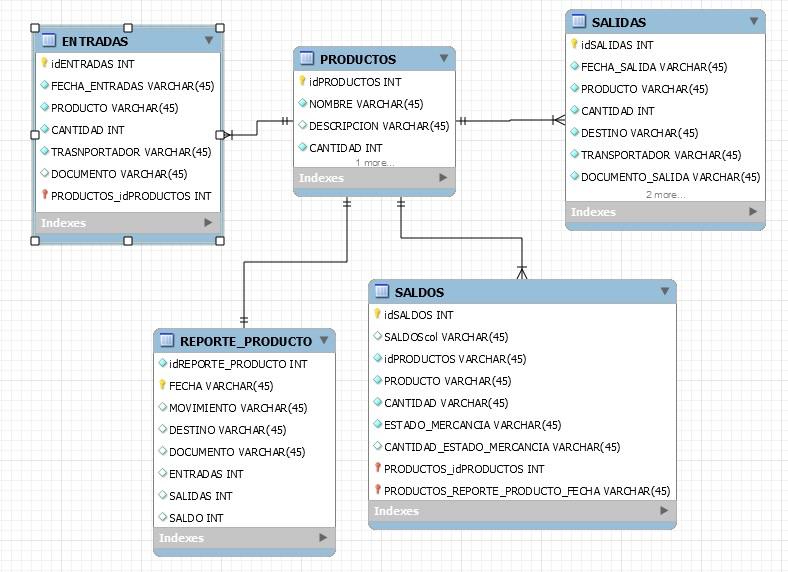 ENTRADAS
idENTRADAS INT
FECHA_ENTRADAS VARCHAR(45)
PRODUCTO VARCHAR(45)
CANTIDAD INT
TRASNPORTADOR VARCHAR(45)
DOCUMENTO VARCHAR(45)
PRODUCTOS_idPRODUCTOS INT
Indexes
PRODUCTOS
idPRODUCTOS INT
NOMBRE VARCHAR(45)
DESCRIPCION VARCHAR(45)
CANTIDAD INT
1 more...
Indexes
SALIDAS
idSALIDAS INT
FECHA_SALIDA VARCHAR(45)
PRODUCTO VARCHAR(45)
CANTIDAD INT
DESTINO VARCHAR(45)
TRANSPORTADOR VARCHAR(45)
DOCUMENTO_SALIDA VARCHAR(45)
2 more...
Indexes
REPORTE_PRODUCTO
idREPORTE_PRODUCTO INT
FECHA VARCHAR(45)
MOVIMIENTO VARCHAR(45)
DESTINO VARCHAR(45)
DOCUMENTO VARCHAR(45)
ENTRADAS INT
SALIDAS INT
SALDO INT
Indexes
SALDOS
idSALDOS INT
SALDOScol VARCHAR(45)
idPRODUCTOS VARCHAR(45)
PRODUCTO VARCHAR(45)
CANTIDAD VARCHAR(45)
ESTADO_MERCANCIA VARCHAR(45)
CANTIDAD_ESTADO_MERCANCIA VARCHAR(45)
PRODUCTOS_idPRODUCTOS INT
PRODUCTOS_REPORTE_PRODUCTO_FECHA VARCHAR(45)
Indexes